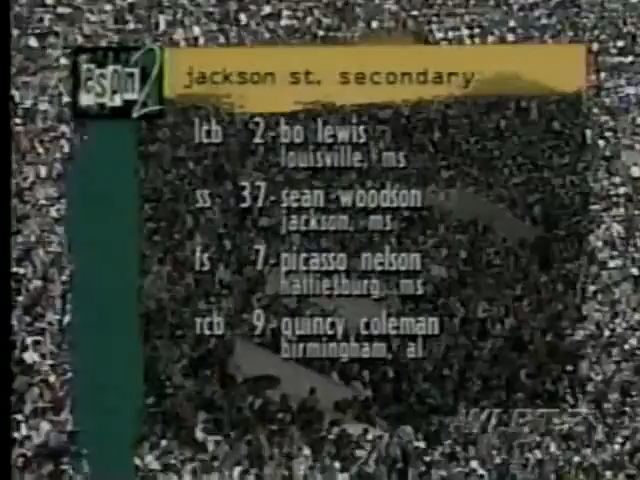 espn2
jackson st. secondary
lcb 2-bo lewis
louisville, ms
ss 37-sean woodson
jackson, ms
fs 7-picasso nelson
hattiesburg, ms
rcb 9-quincy coleman
birmingham, al